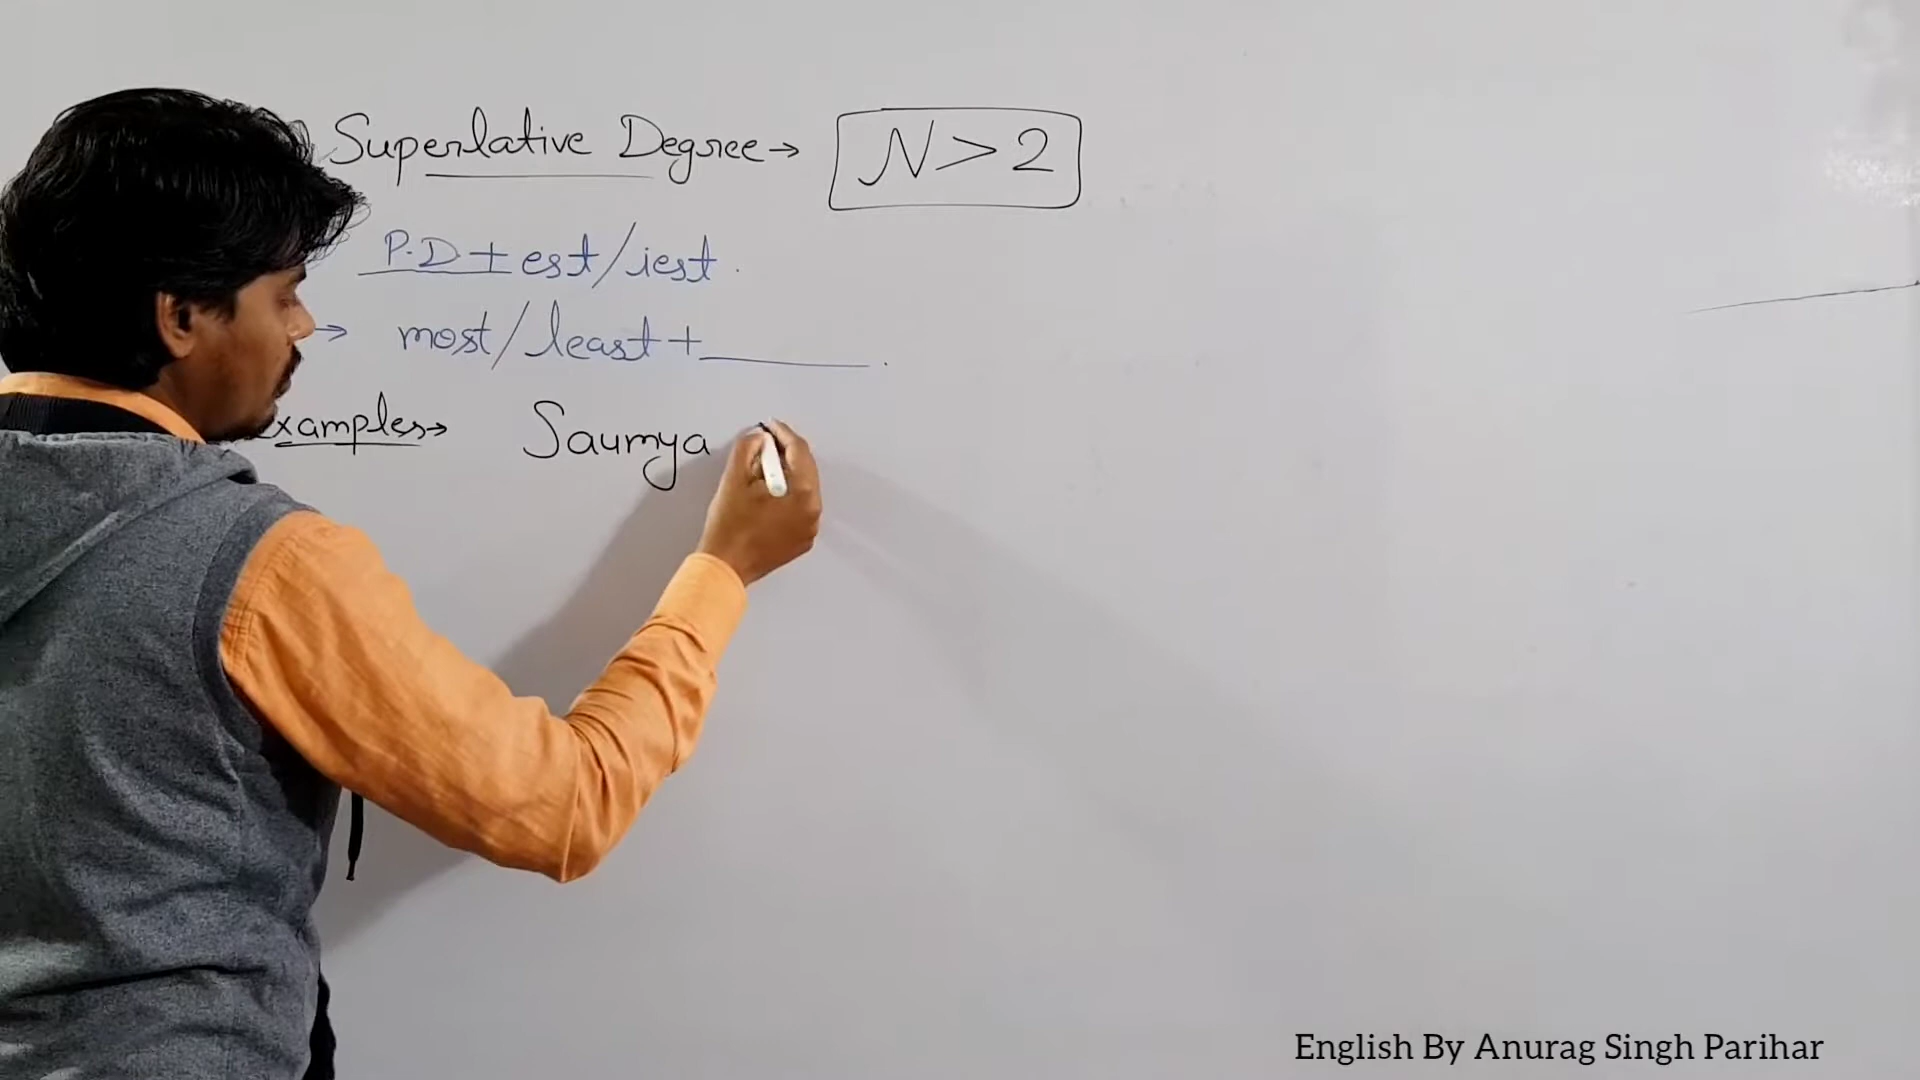 Superlative Degree → N > 2
P.D + est/iest.
→ most/least + ______.
xamples →
Saumya
English By Anurag Singh Parihar